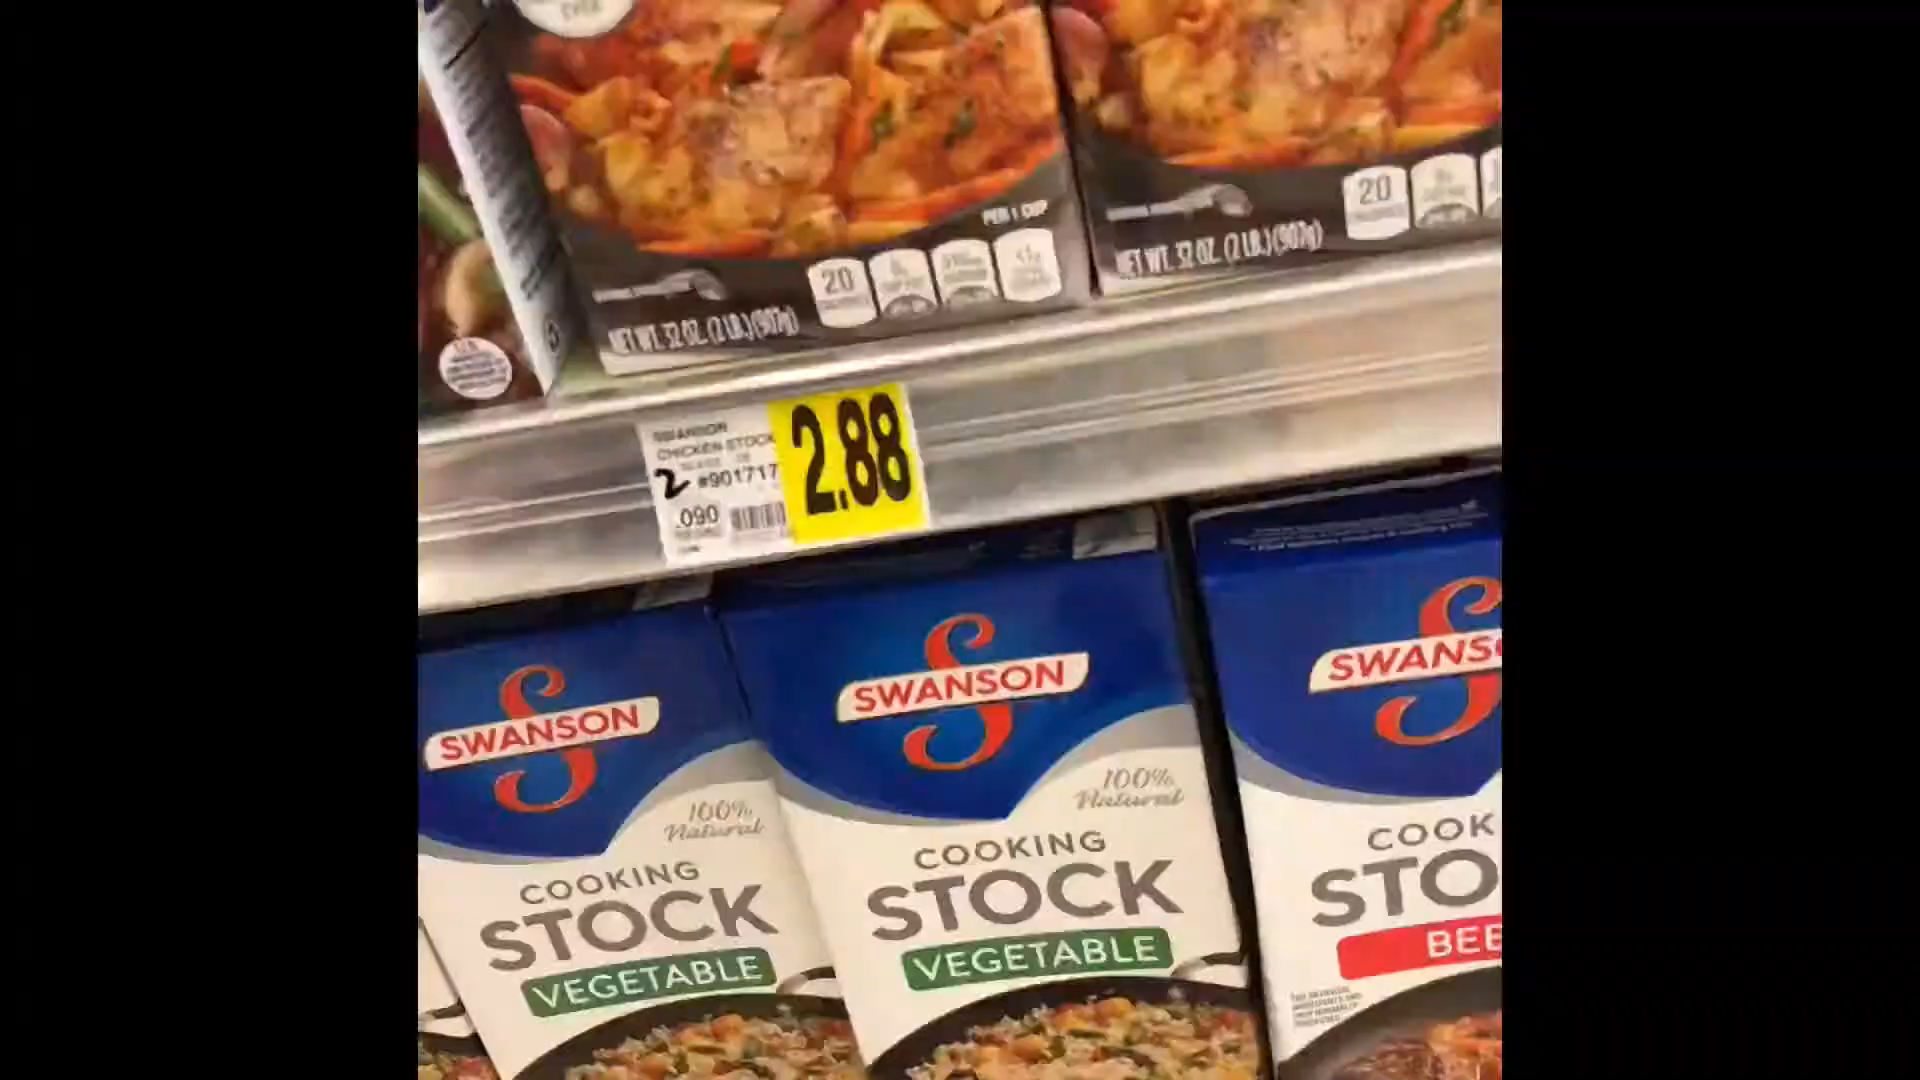 EVER
PER 1 CUP
20
NET WT. 32 OZ. (2 LB.) (907g)
20
NET WT. 32 OZ. (2 LB.) (907g)
SWANSON
CHICKEN STOCK
2 #901717
.090
2.88
SWANSON
100%
Natural
COOKING
STOCK
VEGETABLE
SWANSON
100%
Natural
COOKING
STOCK
VEGETABLE
SWANS
COOK
STO
BEE